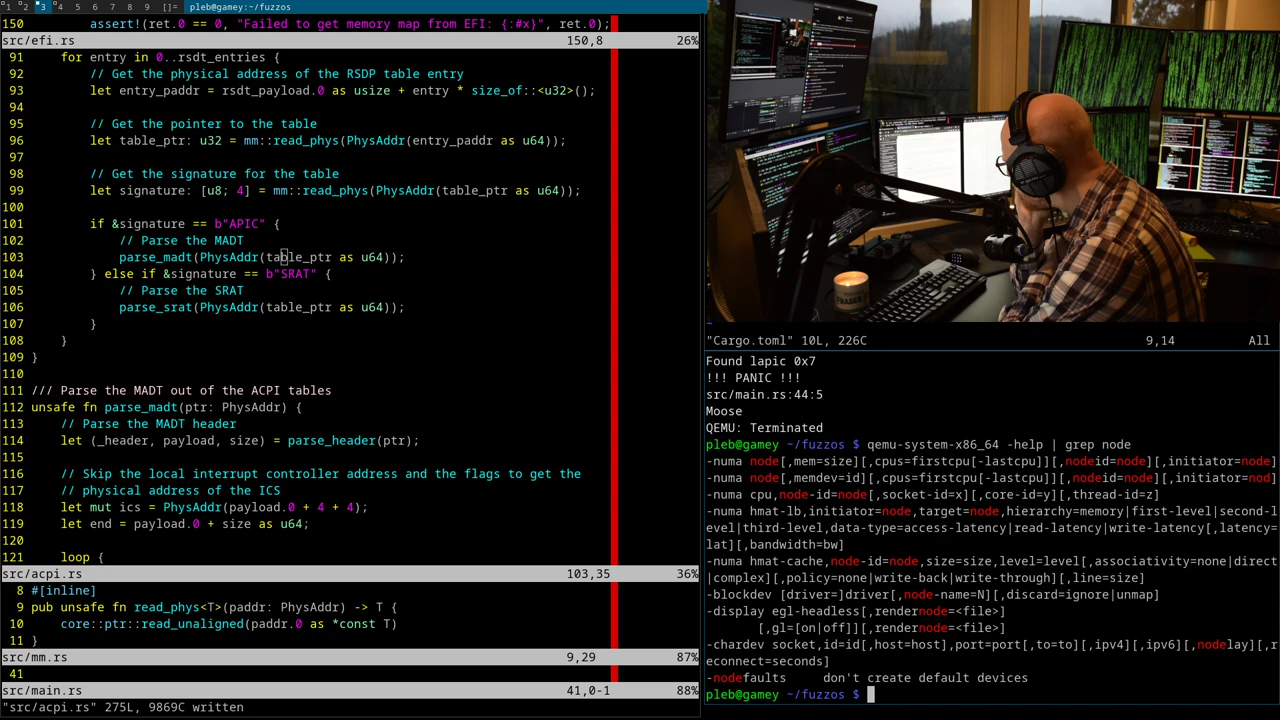 1 2 3 4 5 6 7 8 9 []= pleb@gamey:~/fuzzos
150         assert!(ret.0 == 0, "Failed to get memory map from EFI: {:#x}", ret.0);
src/efi.rs 150,8 26%
91     for entry in 0..rsdt_entries {
92         // Get the physical address of the RSDP table entry
93         let entry_paddr = rsdt_payload.0 as usize + entry * size_of::<u32>();
94
95         // Get the pointer to the table
96         let table_ptr: u32 = mm::read_phys(PhysAddr(entry_paddr as u64));
97
98         // Get the signature for the table
99         let signature: [u8; 4] = mm::read_phys(PhysAddr(table_ptr as u64));
100
101         if &signature == b"APIC" {
102             // Parse the MADT
103             parse_madt(PhysAddr(table_ptr as u64));
104         } else if &signature == b"SRAT" {
105             // Parse the SRAT
106             parse_srat(PhysAddr(table_ptr as u64));
107         }
108     }
109 }
110
111 /// Parse the MADT out of the ACPI tables
112 unsafe fn parse_madt(ptr: PhysAddr) {
113     // Parse the MADT header
114     let (_header, payload, size) = parse_header(ptr);
115
116     // Skip the local interrupt controller address and the flags to get the
117     // physical address of the ICS
118     let mut ics = PhysAddr(payload.0 + 4 + 4);
119     let end = payload.0 + size as u64;
120
121     loop {
src/acpi.rs 103,35 36%
8 #[inline]
9 pub unsafe fn read_phys<T>(paddr: PhysAddr) -> T {
10     core::ptr::read_unaligned(paddr.0 as *const T)
11 }
src/mm.rs 9,29 87%
41
src/main.rs 41,0-1 88%
"src/acpi.rs" 275L, 9869C written
~
"Cargo.toml" 10L, 226C 9,14 All
Found lapic 0x7
!!! PANIC !!!
src/main.rs:44:5
Moose
QEMU: Terminated
pleb@gamey ~/fuzzos $ qemu-system-x86_64 -help | grep node
-numa node[,mem=size][,cpus=firstcpu[-lastcpu]][,nodeid=node][,initiator=node]
-numa node[,memdev=id][,cpus=firstcpu[-lastcpu]][,nodeid=node][,initiator=node]
-numa cpu,node-id=node[,socket-id=x][,core-id=y][,thread-id=z]
-numa hmat-lb,initiator=node,target=node,hierarchy=memory|first-level|second-l
evel|third-level,data-type=access-latency|read-latency|write-latency[,latency=
lat][,bandwidth=bw]
-numa hmat-cache,node-id=node,size=size,level=level[,associativity=none|direct
|complex][,policy=none|write-back|write-through][,line=size]
-blockdev [driver=]driver[,node-name=N][,discard=ignore|unmap]
-display egl-headless[,rendernode=<file>]
[,gl=[on|off]][,rendernode=<file>]
-chardev socket,id=id[,host=host],port=port[,to=to][,ipv4][,ipv6][,nodelay][,r
econnect=seconds]
-nodefaults     don't create default devices
pleb@gamey ~/fuzzos $